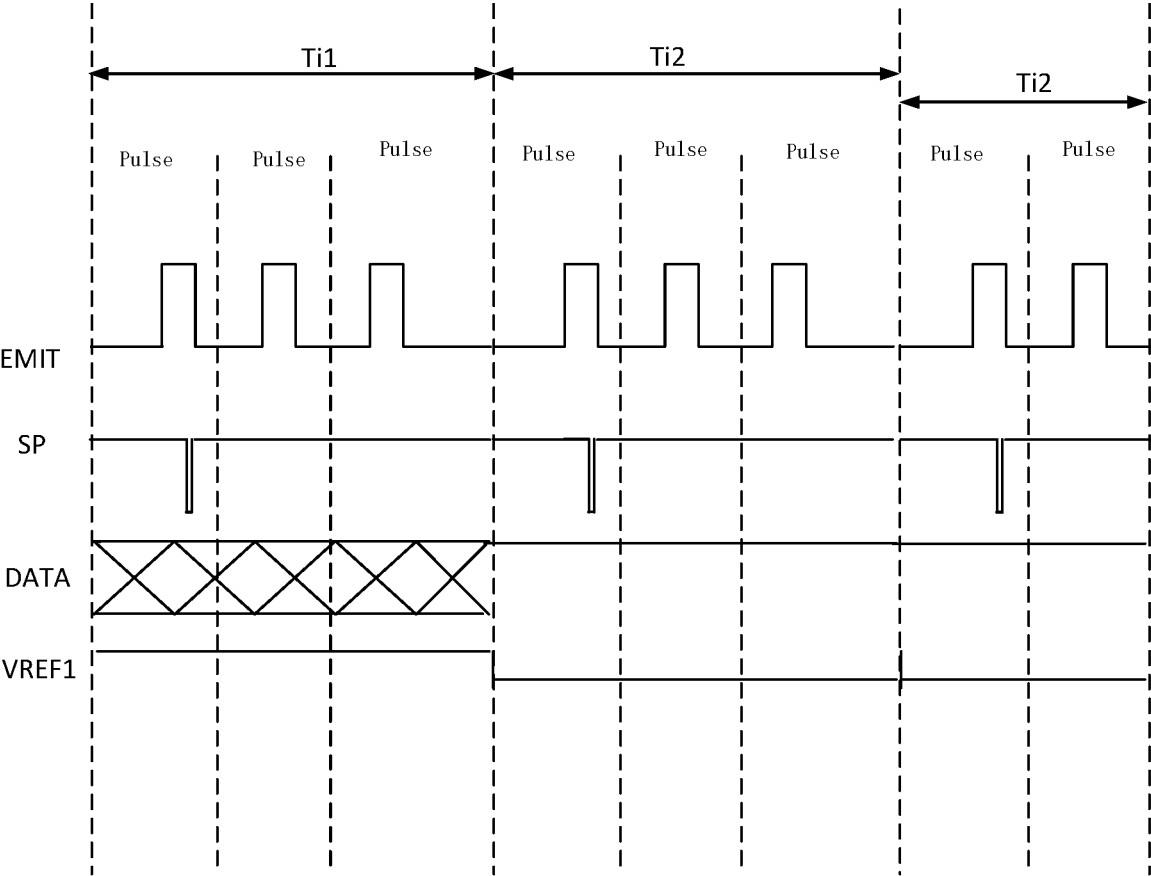 Ti1
Ti2
Ti2
Pulse
Pulse
Pulse
Pulse
Pulse
Pulse
Pulse
Pulse
EMIT
SP
DATA
VREF1